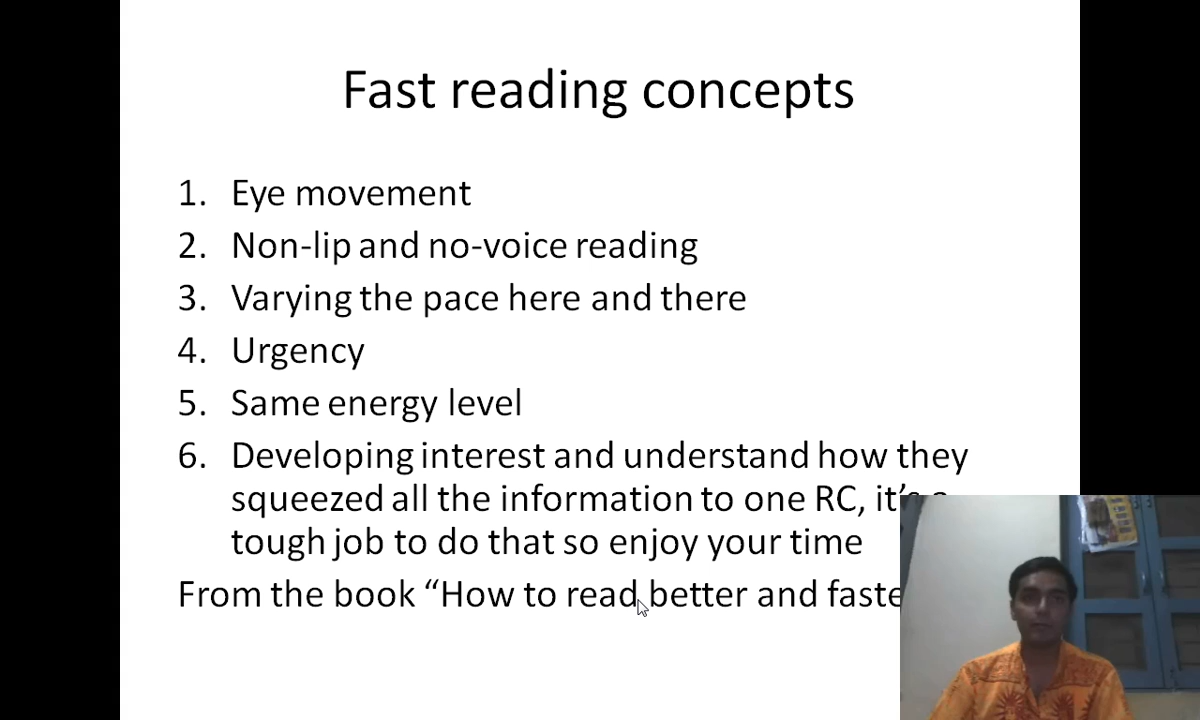 Fast reading concepts
1. Eye movement
2. Non-lip and no-voice reading
3. Varying the pace here and there
4. Urgency
5. Same energy level
6. Developing interest and understand how they
squeezed all the information to one RC, it's a
tough job to do that so enjoy your time
From the book “How to read better and faste